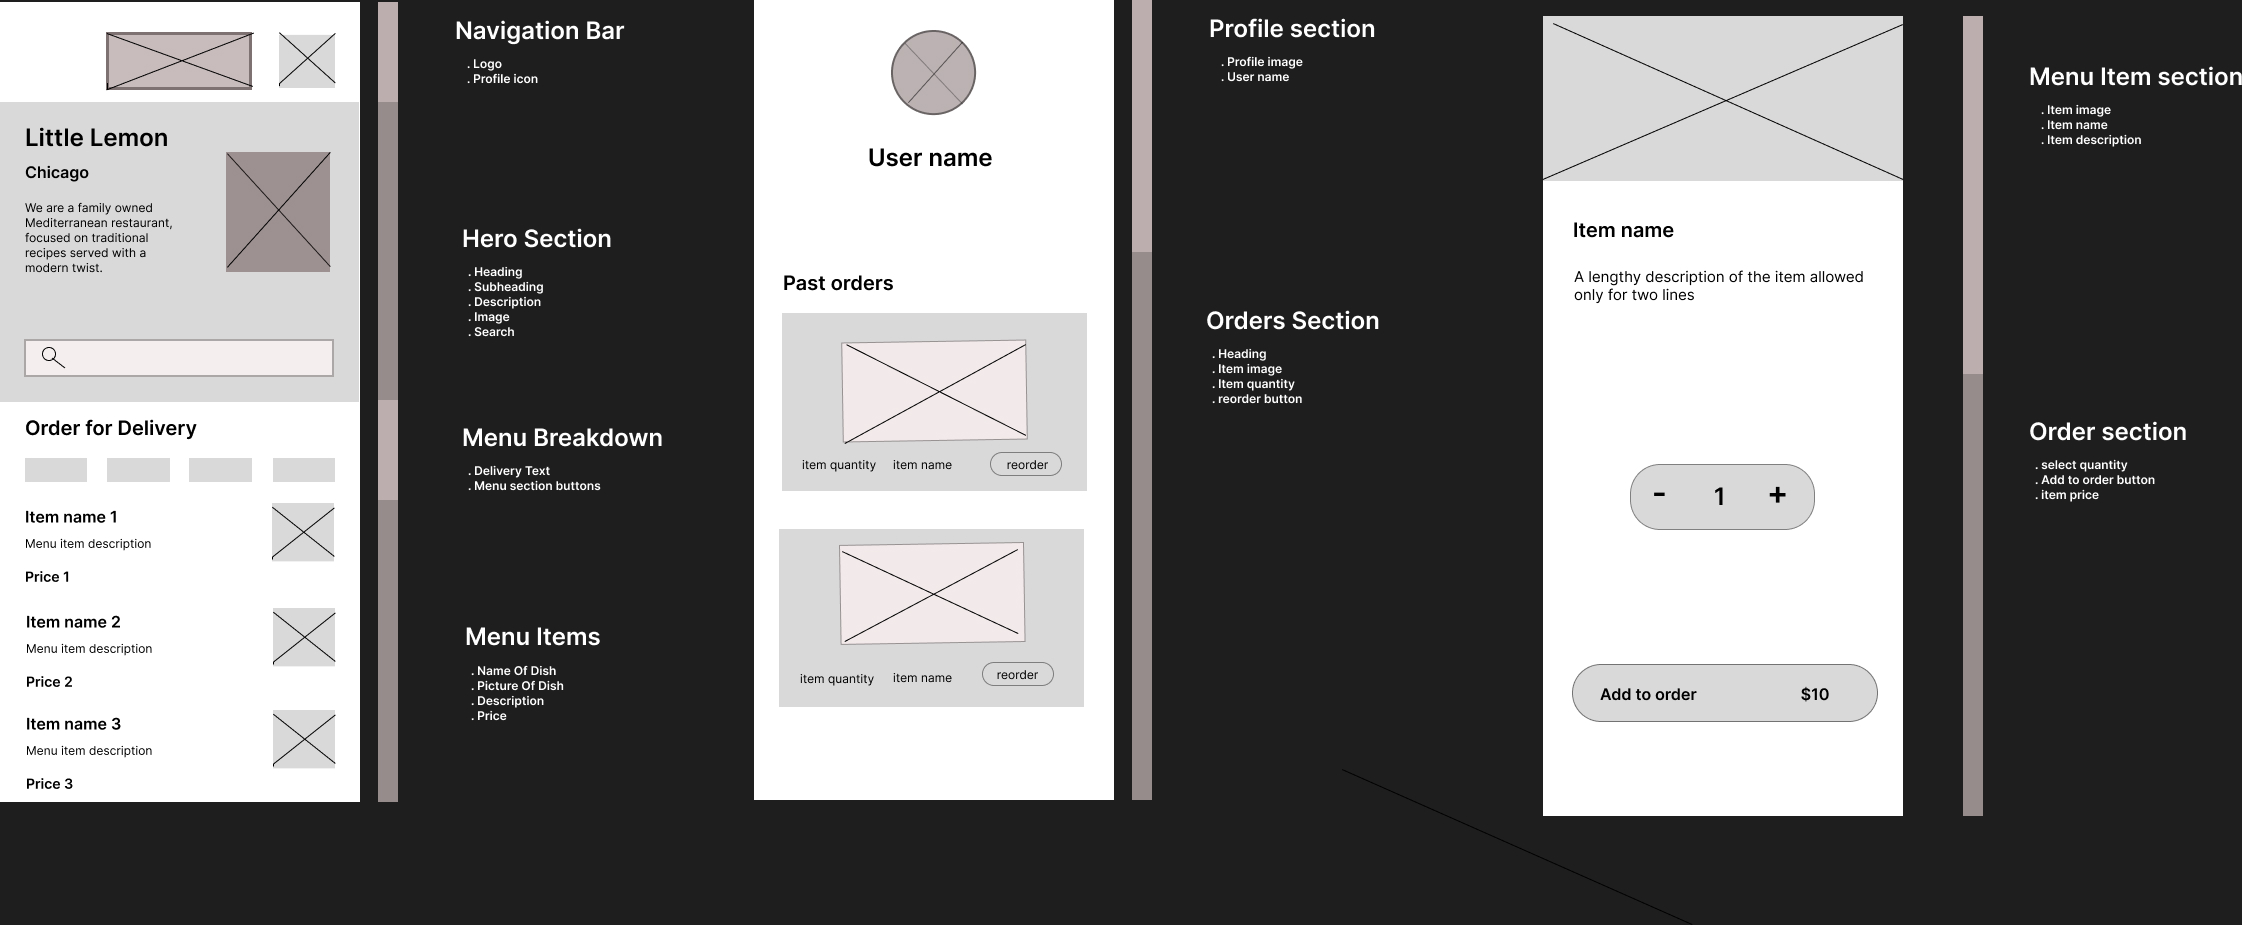 Little Lemon
Chicago
We are a family owned
Mediterranean restaurant,
focused on traditional
recipes served with a
modern twist.
Order for Delivery
Item name 1
Menu item description
Price 1
Item name 2
Menu item description
Price 2
Item name 3
Menu item description
Price 3
Navigation Bar
. Logo
. Profile icon
Hero Section
. Heading
. Subheading
. Description
. Image
. Search
Menu Breakdown
. Delivery Text
. Menu section buttons
Menu Items
. Name Of Dish
. Picture Of Dish
. Description
. Price
User name
Past orders
item quantity item name reorder
item quantity item name reorder
Profile section
. Profile image
. User name
Orders Section
. Heading
. Item image
. Item quantity
. reorder button
Item name
A lengthy description of the item allowed
only for two lines
- 1 +
Add to order $10
Menu Item section
. Item image
. Item name
. Item description
Order section
. select quantity
. Add to order button
. item price